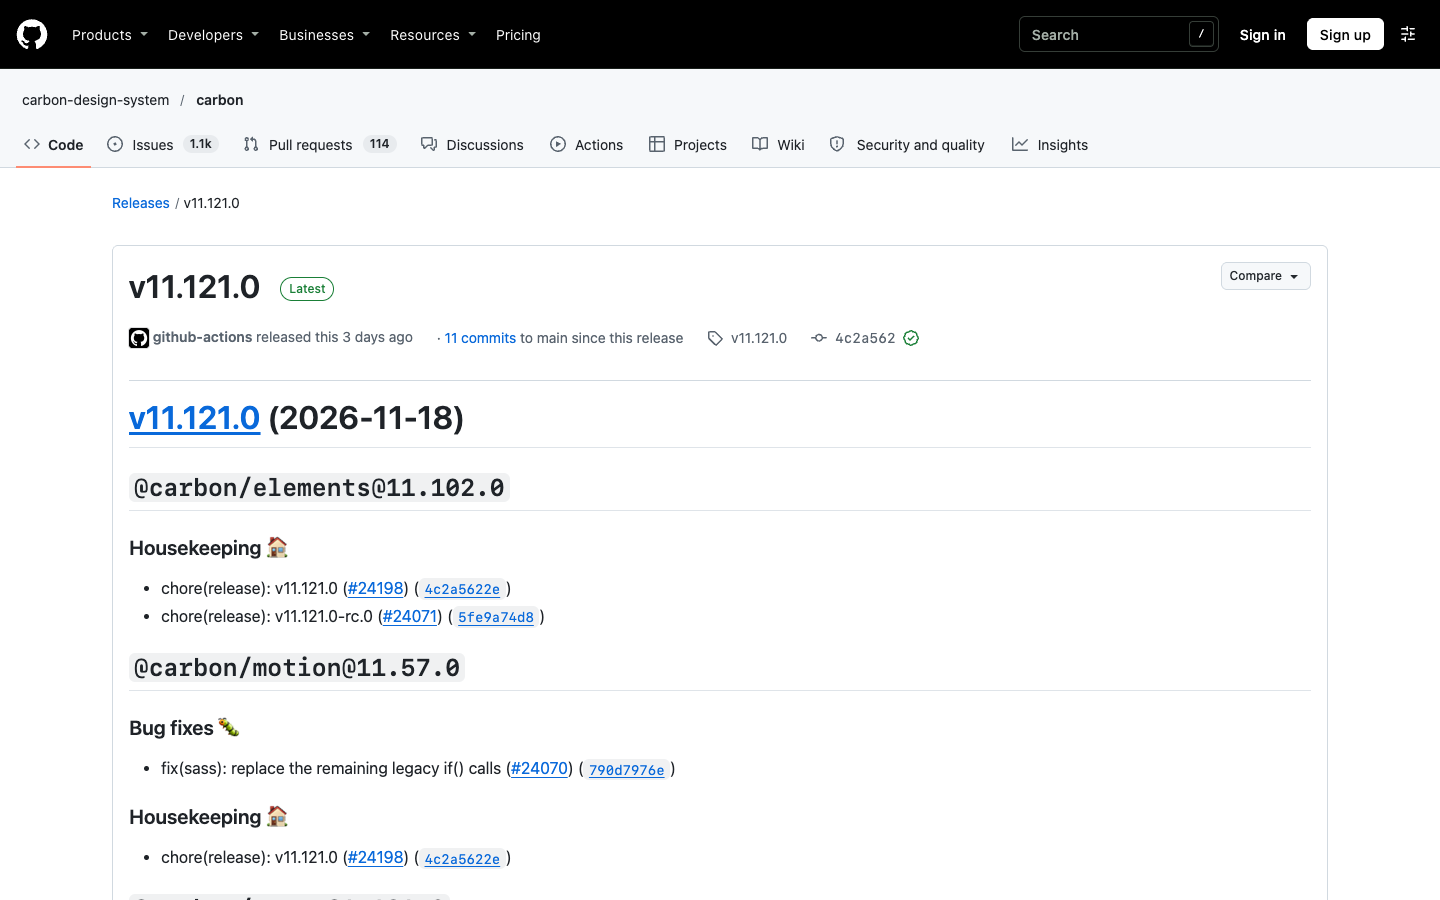 Products Developers Businesses Resources Pricing Search / Sign in Sign up
carbon-design-system / carbon
Code Issues 1.1k Pull requests 114 Discussions Actions Projects Wiki Security and quality Insights
Releases / v11.121.0
v11.121.0 Latest Compare
github-actions released this 3 days ago · 11 commits to main since this release v11.121.0 4c2a562
v11.121.0 (2026-11-18)
@carbon/elements@11.102.0
Housekeeping 🏠
• chore(release): v11.121.0 (#24198) ( 4c2a5622e )
• chore(release): v11.121.0-rc.0 (#24071) ( 5fe9a74d8 )
@carbon/motion@11.57.0
Bug fixes 🐛
• fix(sass): replace the remaining legacy if() calls (#24070) ( 790d7976e )
Housekeeping 🏠
• chore(release): v11.121.0 (#24198) ( 4c2a5622e )